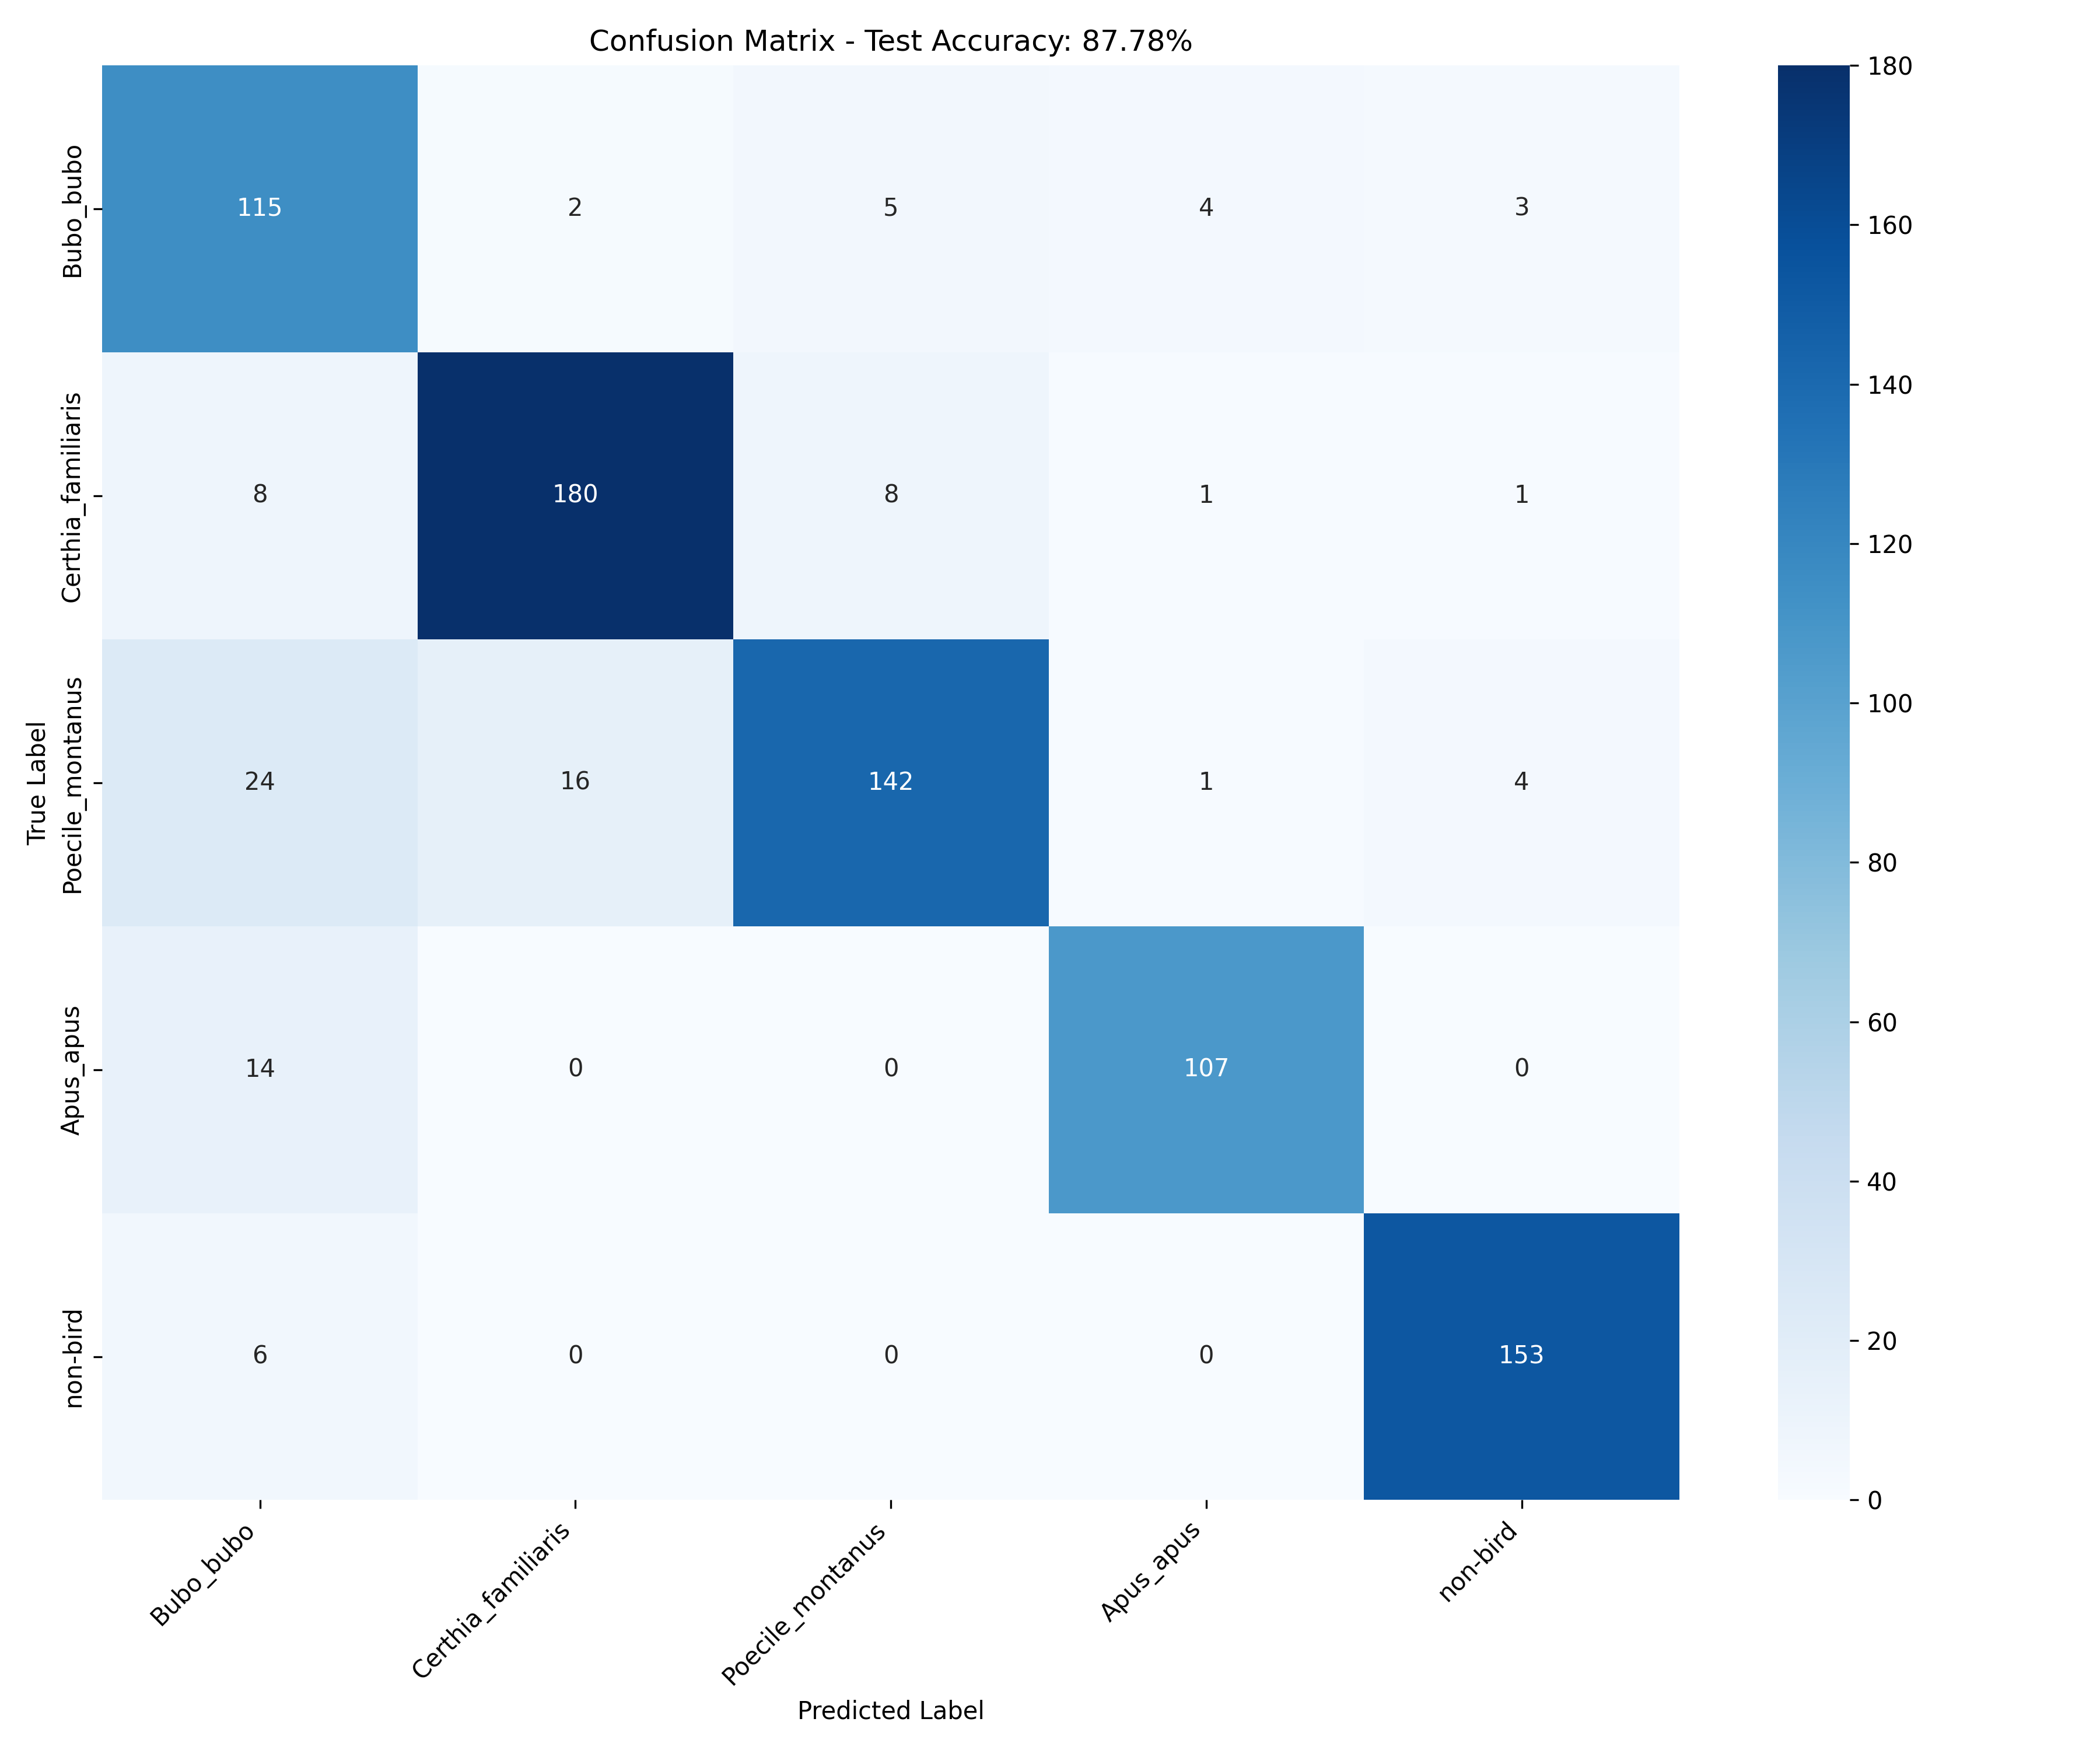 Confusion Matrix - Test Accuracy: 87.78%
True Label
Bubo_bubo
115 2 5 4 3
Certhia_familiaris
8 180 8 1 1
Poecile_montanus
24 16 142 1 4
Apus_apus
14 0 0 107 0
non-bird
6 0 0 0 153
Bubo_bubo
Certhia_familiaris
Poecile_montanus
Apus_apus
non-bird
Predicted Label
180
160
140
120
100
80
60
40
20
0